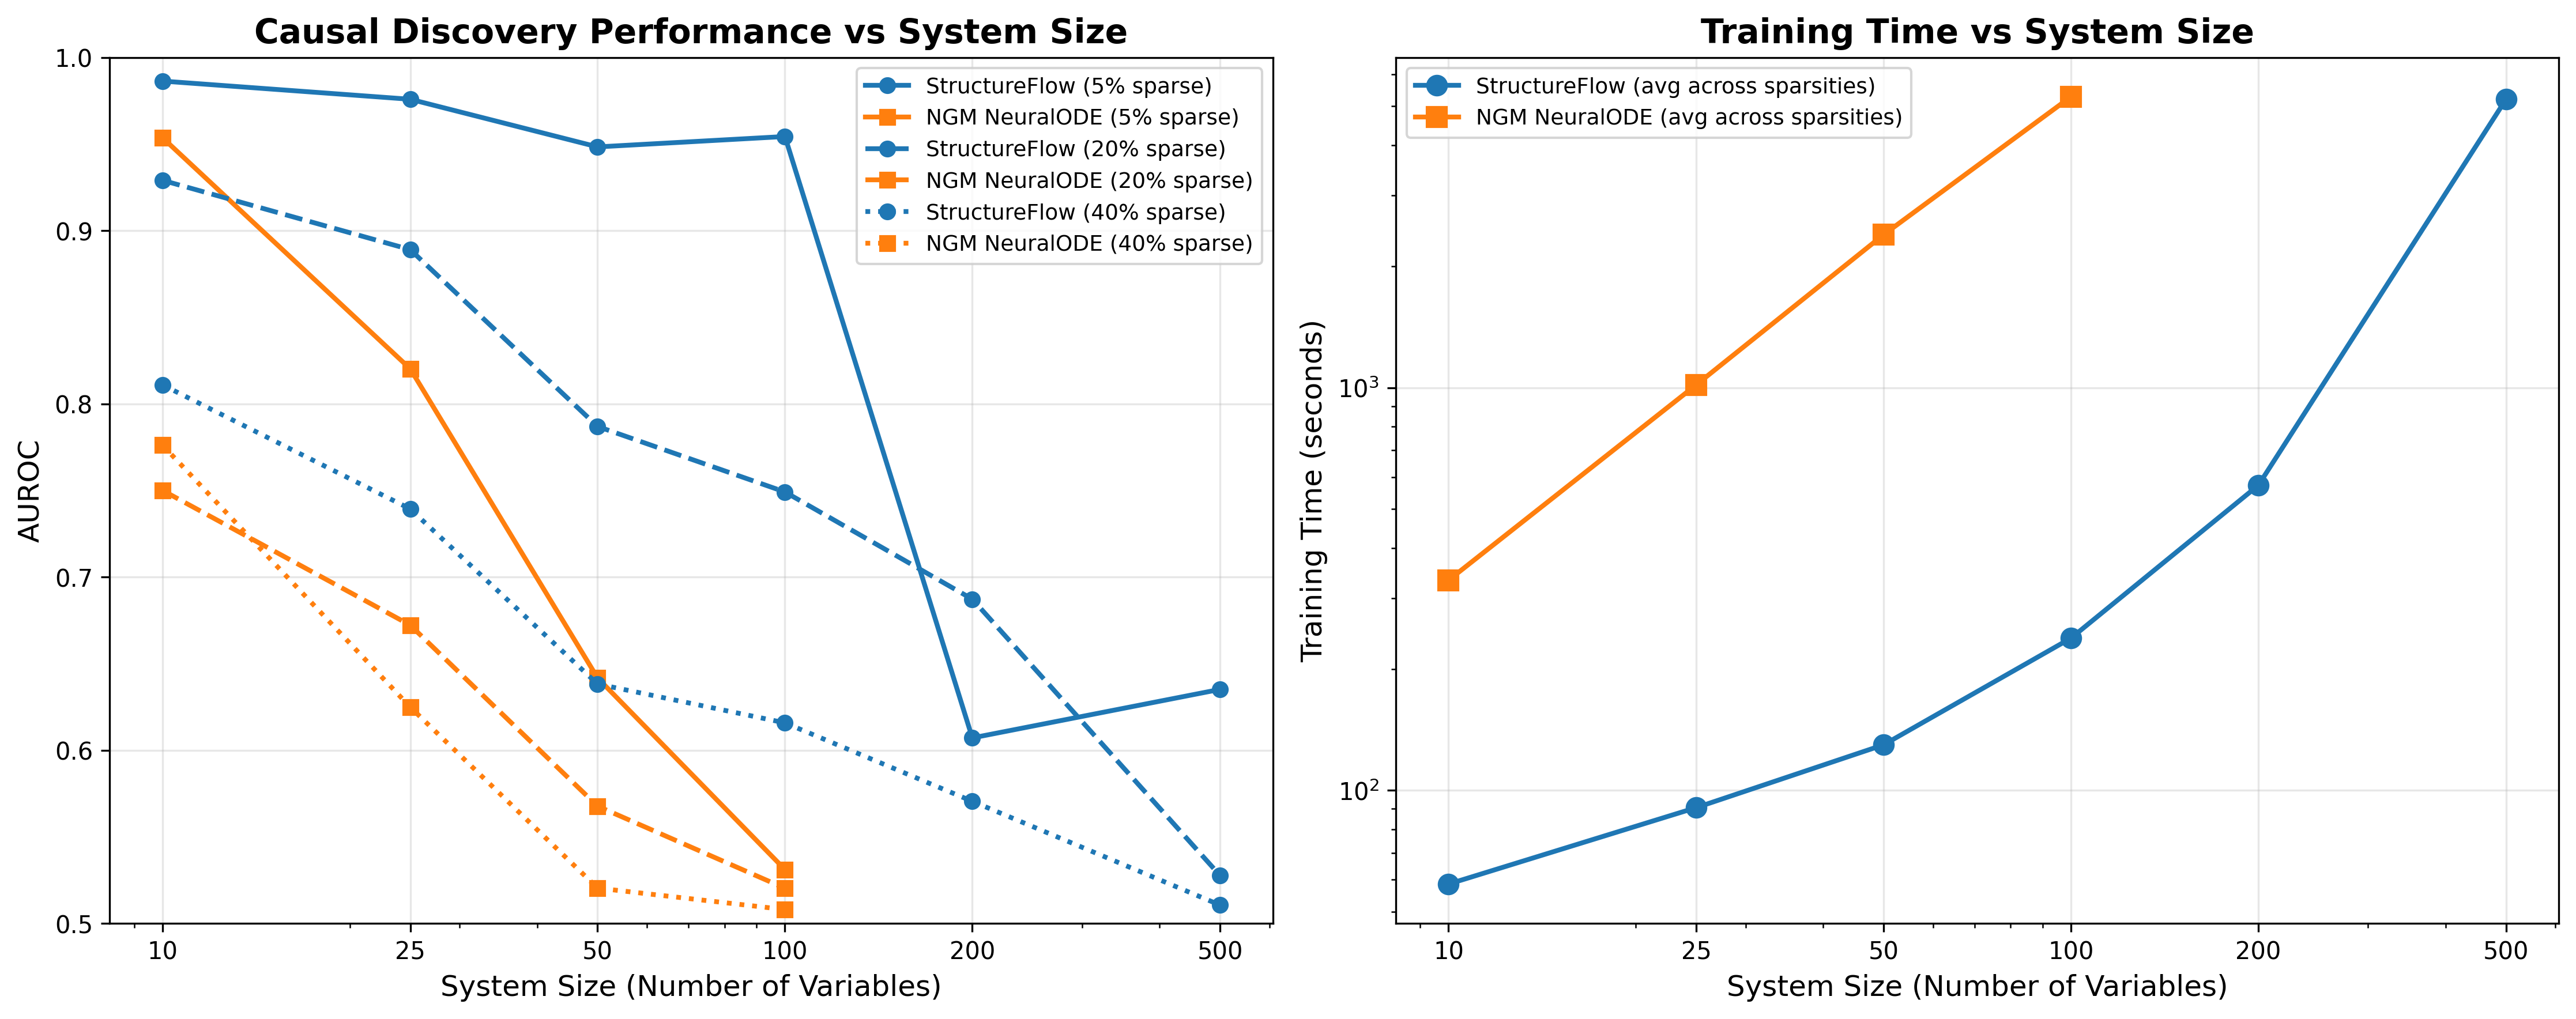 Causal Discovery Performance vs System Size
1.0
0.9
0.8
0.7
0.6
0.5
AUROC
StructureFlow (5% sparse)
NGM NeuralODE (5% sparse)
StructureFlow (20% sparse)
NGM NeuralODE (20% sparse)
StructureFlow (40% sparse)
NGM NeuralODE (40% sparse)
10 25 50 100 200 500
System Size (Number of Variables)
Training Time vs System Size
StructureFlow (avg across sparsities)
NGM NeuralODE (avg across sparsities)
Training Time (seconds)
10³
10²
10 25 50 100 200 500
System Size (Number of Variables)